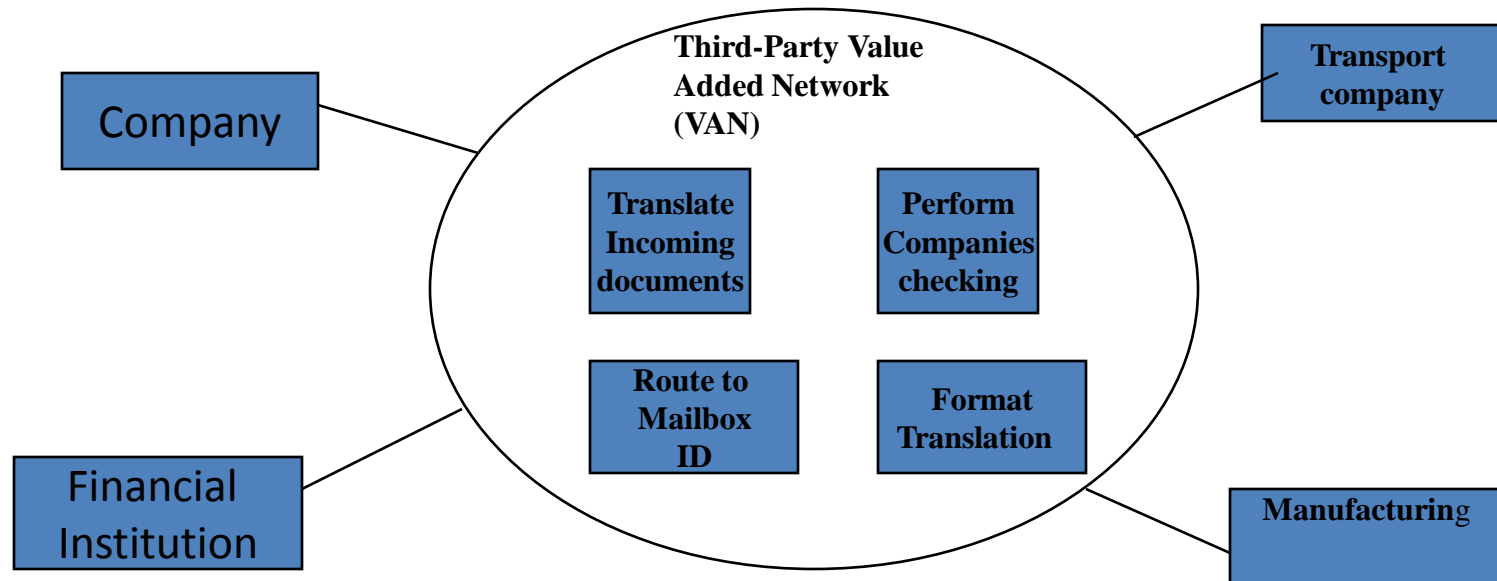 Third-Party Value
Added Network
(VAN)
Company
Transport
company
Translate
Incoming
documents
Perform
Companies
checking
Route to
Mailbox
ID
Format
Translation
Financial
Institution
Manufacturing